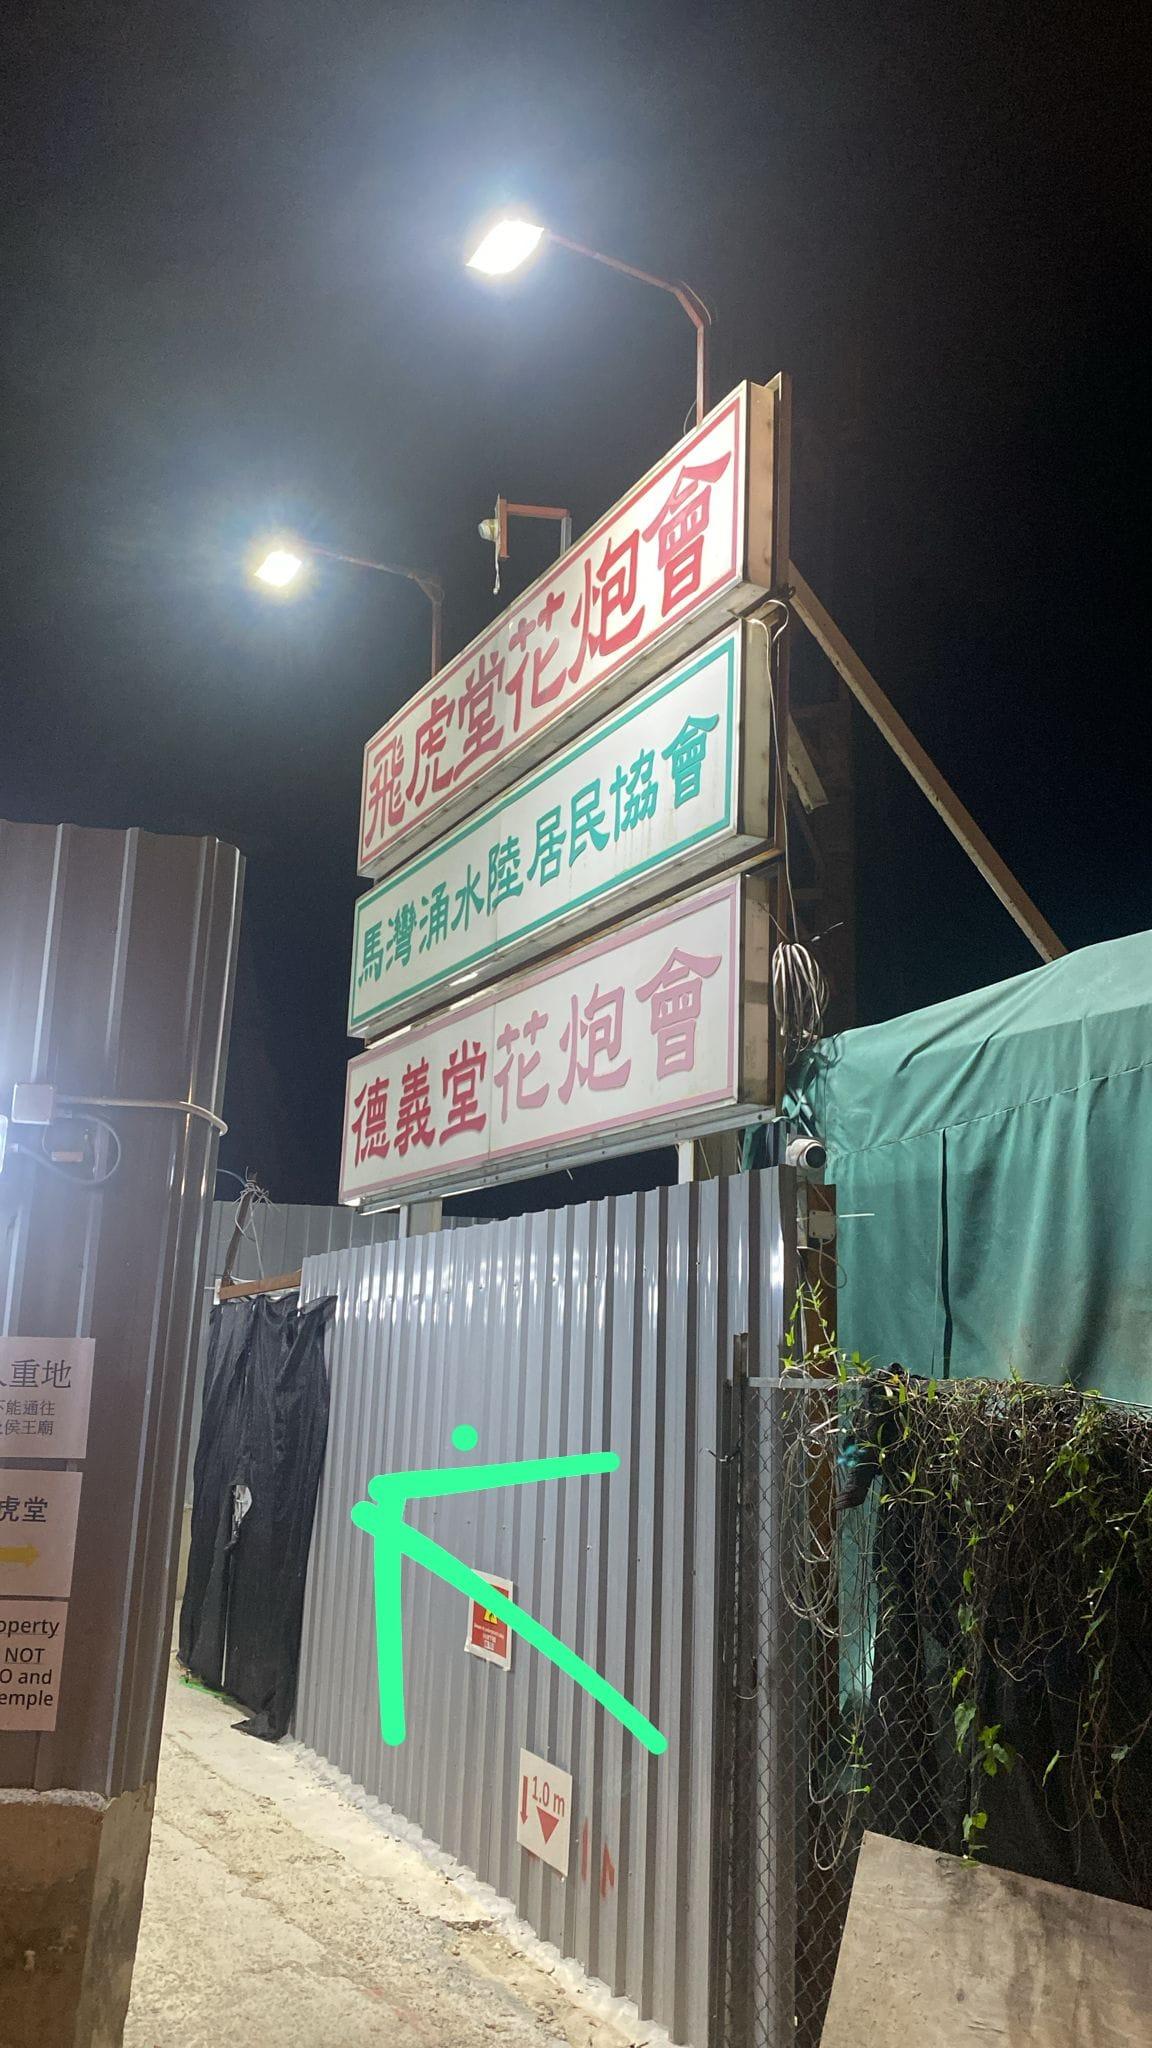 飛虎堂花炮會
馬灣涌水陸居民協會
德義堂花炮會
重地
不能通往
侯王廟
虎堂
operty
NOT
O and
emple
1.0 m